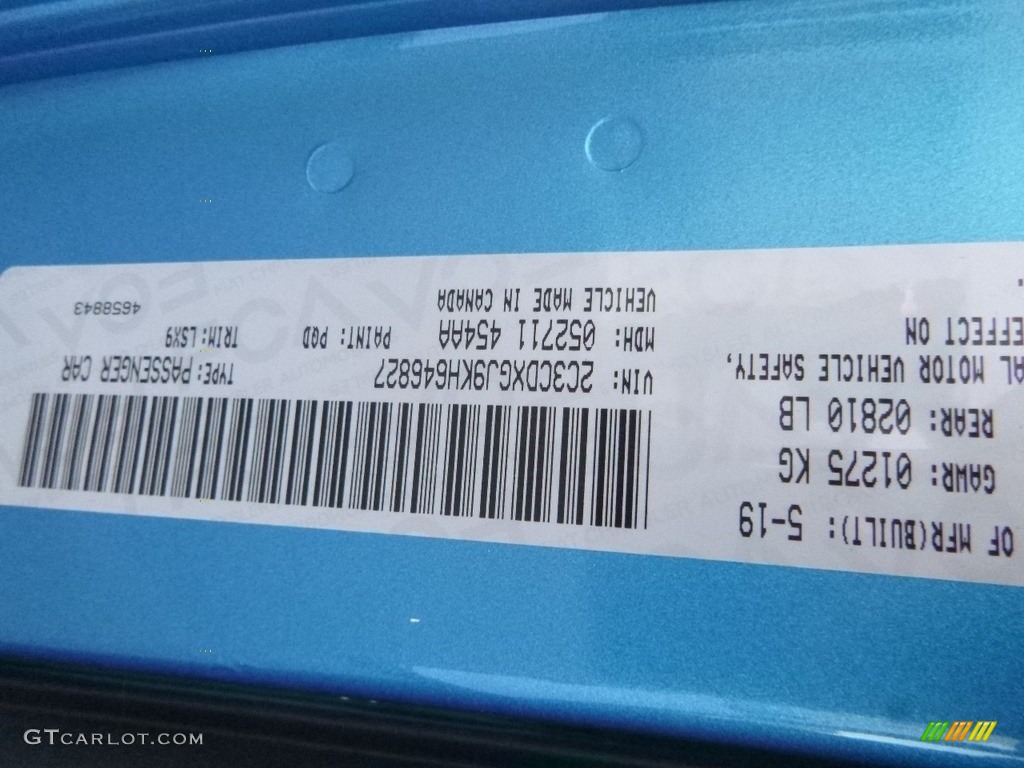 OF MFR(BUILT): 5-19
GAWR: 01275 KG
REAR: 02810 LB
AL MOTOR VEHICLE SAFETY,
EFFECT ON
VIN: 2C3CDXGJ9KH646827 TYPE: PASSENGER CAR
MDH: 052711 454AA PAINT: PQD TRIM: LSX9
VEHICLE MADE IN CANADA 4658843
GTCARLOT.COM